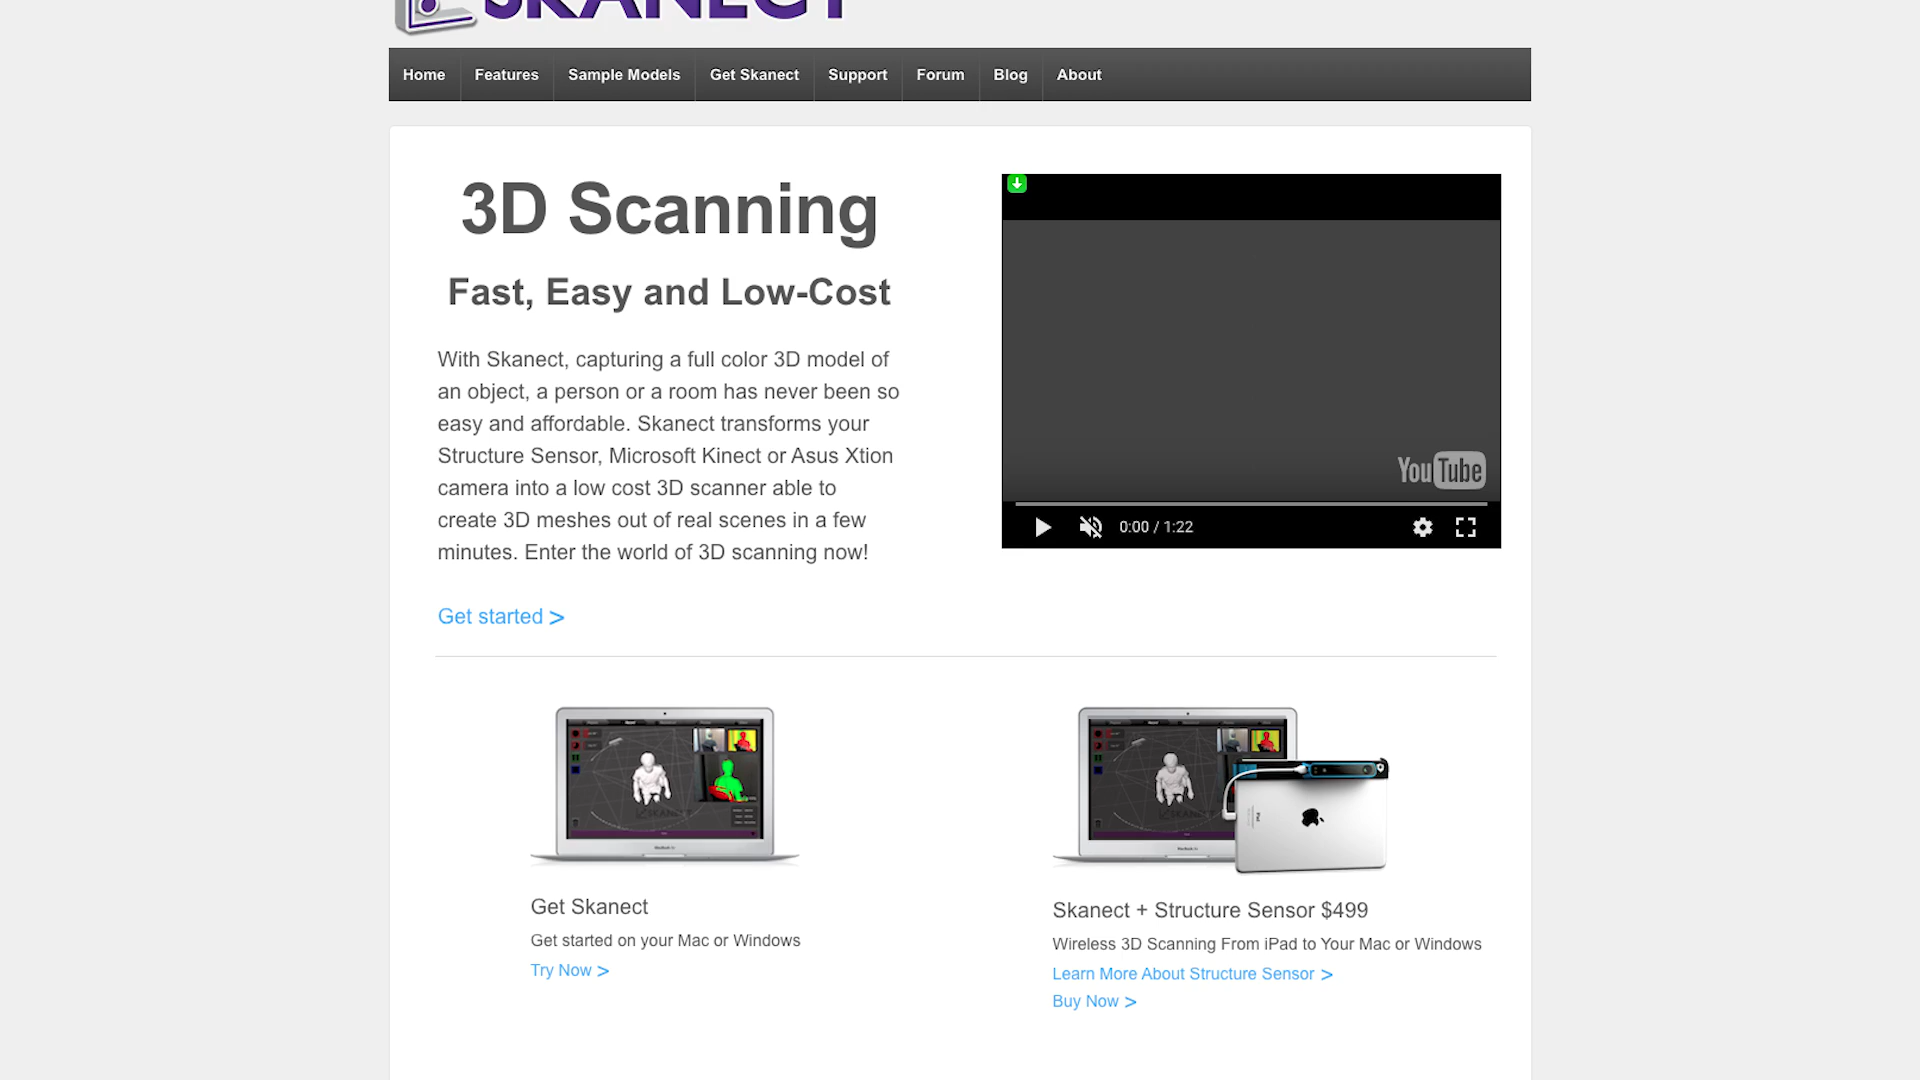 SKANECT
Home Features Sample Models Get Skanect Support Forum Blog About
3D Scanning
Fast, Easy and Low-Cost
With Skanect, capturing a full color 3D model of
an object, a person or a room has never been so
easy and affordable. Skanect transforms your
Structure Sensor, Microsoft Kinect or Asus Xtion
camera into a low cost 3D scanner able to
create 3D meshes out of real scenes in a few
minutes. Enter the world of 3D scanning now!
Get started >
YouTube
0:00 / 1:22
Get Skanect
Get started on your Mac or Windows
Try Now >
Skanect + Structure Sensor $499
Wireless 3D Scanning From iPad to Your Mac or Windows
Learn More About Structure Sensor >
Buy Now >